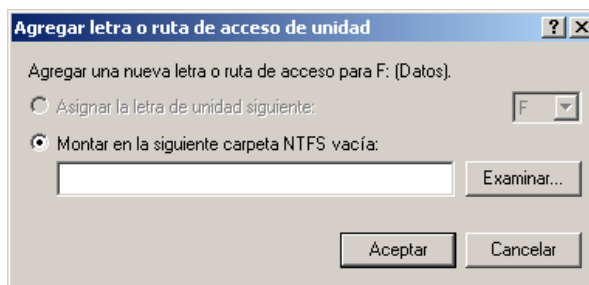 Agregar letra o ruta de acceso de unidad
Agregar una nueva letra o ruta de acceso para F: (Datos).
Asignar la letra de unidad siguiente:
F
Montar en la siguiente carpeta NTFS vacía:
Examinar...
Aceptar
Cancelar